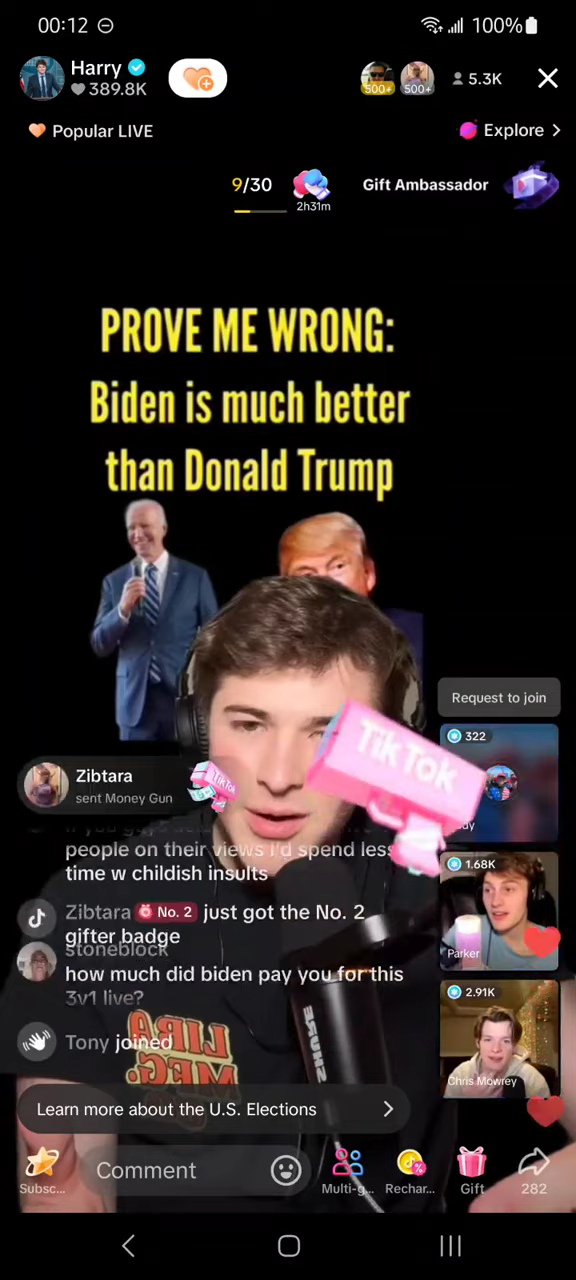 00:12
100%
Harry
389.8K
500+
500+
5.3K
Popular LIVE
Explore
9/30
2h31m
Gift Ambassador
PROVE ME WRONG:
Biden is much better
than Donald Trump
Request to join
322
TikTok
Zibtara
sent Money Gun
TikTok
people on their views I'd spend less
time w childish insults
1.68K
Parker
Zibtara No. 2 just got the No. 2
gifter badge
stoneblock
how much did biden pay you for this
3v1 live?
2.91K
Chris Mowrey
Tony joined
SHURE
Learn more about the U.S. Elections
Comment
Subsc...
Multi-g...
Rechar...
Gift
282